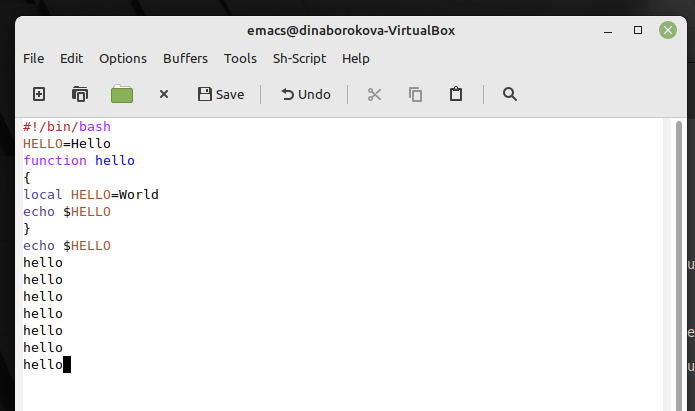 emacs@dinaborokova-VirtualBox
File Edit Options Buffers Tools Sh-Script Help
Save Undo
#!/bin/bash
HELLO=Hello
function hello
{
local HELLO=World
echo $HELLO
}
echo $HELLO
hello
hello
hello
hello
hello
hello
hello
u
e
u